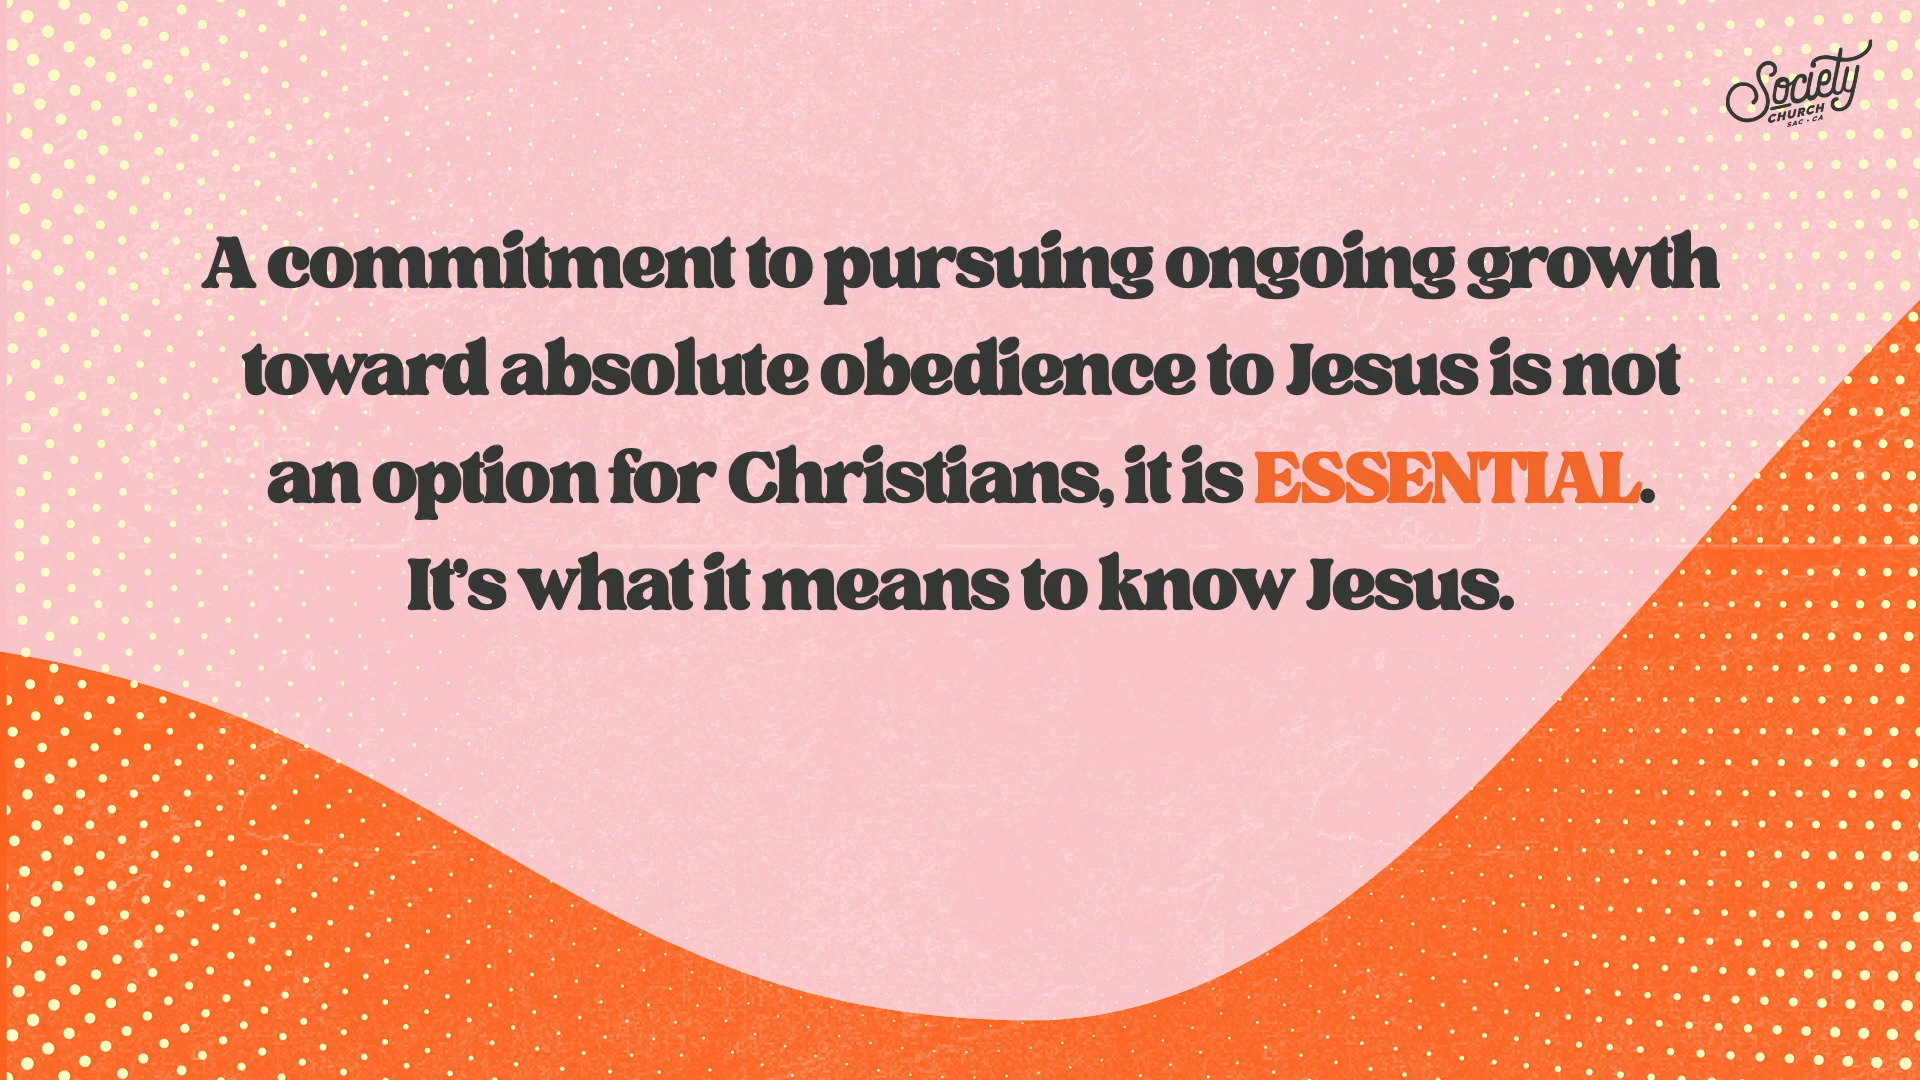 Society
CHURCH
SAC • CA
A commitment to pursuing ongoing growth
toward absolute obedience to Jesus is not
an option for Christians, it is ESSENTIAL.
It’s what it means to know Jesus.